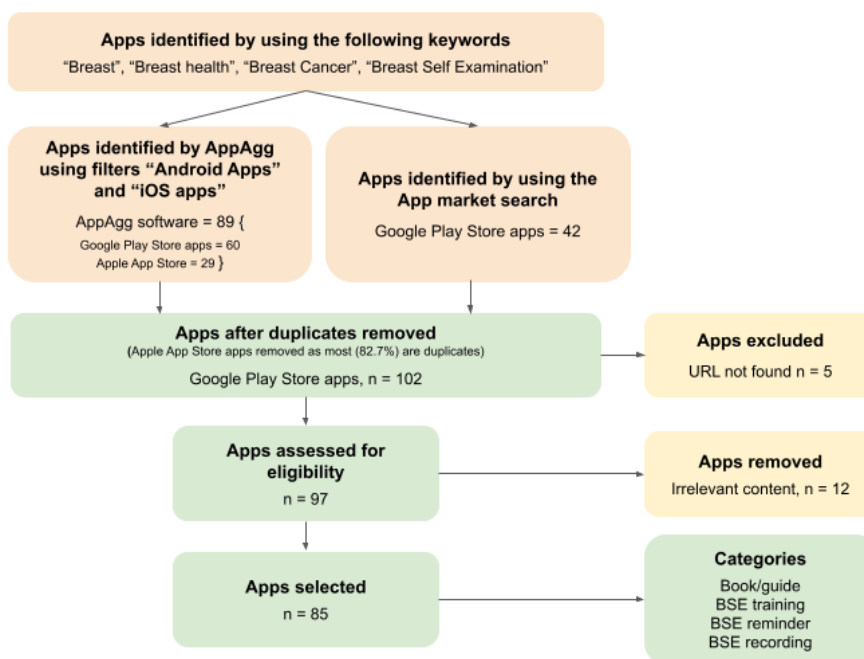 Apps identified by using the following keywords
“Breast”, “Breast health”, “Breast Cancer”, “Breast Self Examination”
Apps identified by AppAgg
using filters “Android Apps”
and “iOS apps”
AppAgg software = 89 {
Google Play Store apps = 60
Apple App Store = 29 }
Apps identified by using the
App market search
Google Play Store apps = 42
Apps after duplicates removed
(Apple App Store apps removed as most (82.7%) are duplicates)
Google Play Store apps, n = 102
Apps excluded
URL not found n = 5
Apps assessed for
eligibility
n = 97
Apps removed
Irrelevant content, n = 12
Apps selected
n = 85
Categories
Book/guide
BSE training
BSE reminder
BSE recording